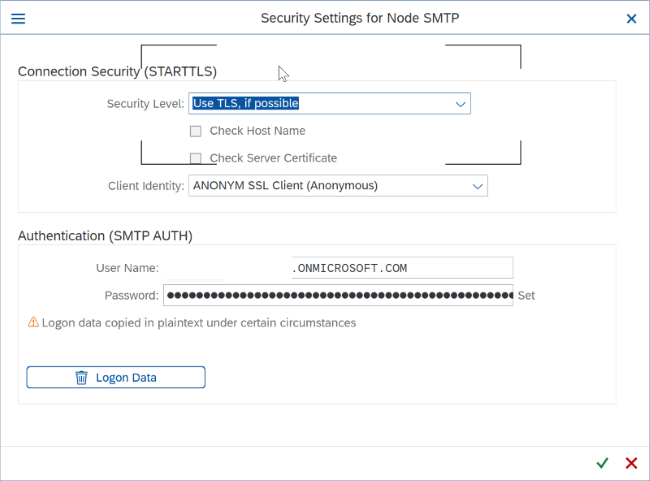 Security Settings for Node SMTP
Connection Security (STARTTLS)
Security Level: Use TLS, if possible
Check Host Name
Check Server Certificate
Client Identity: ANONYM SSL Client (Anonymous)
Authentication (SMTP AUTH)
User Name: .ONMICROSOFT.COM
Password: Set
Logon data copied in plaintext under certain circumstances
Logon Data